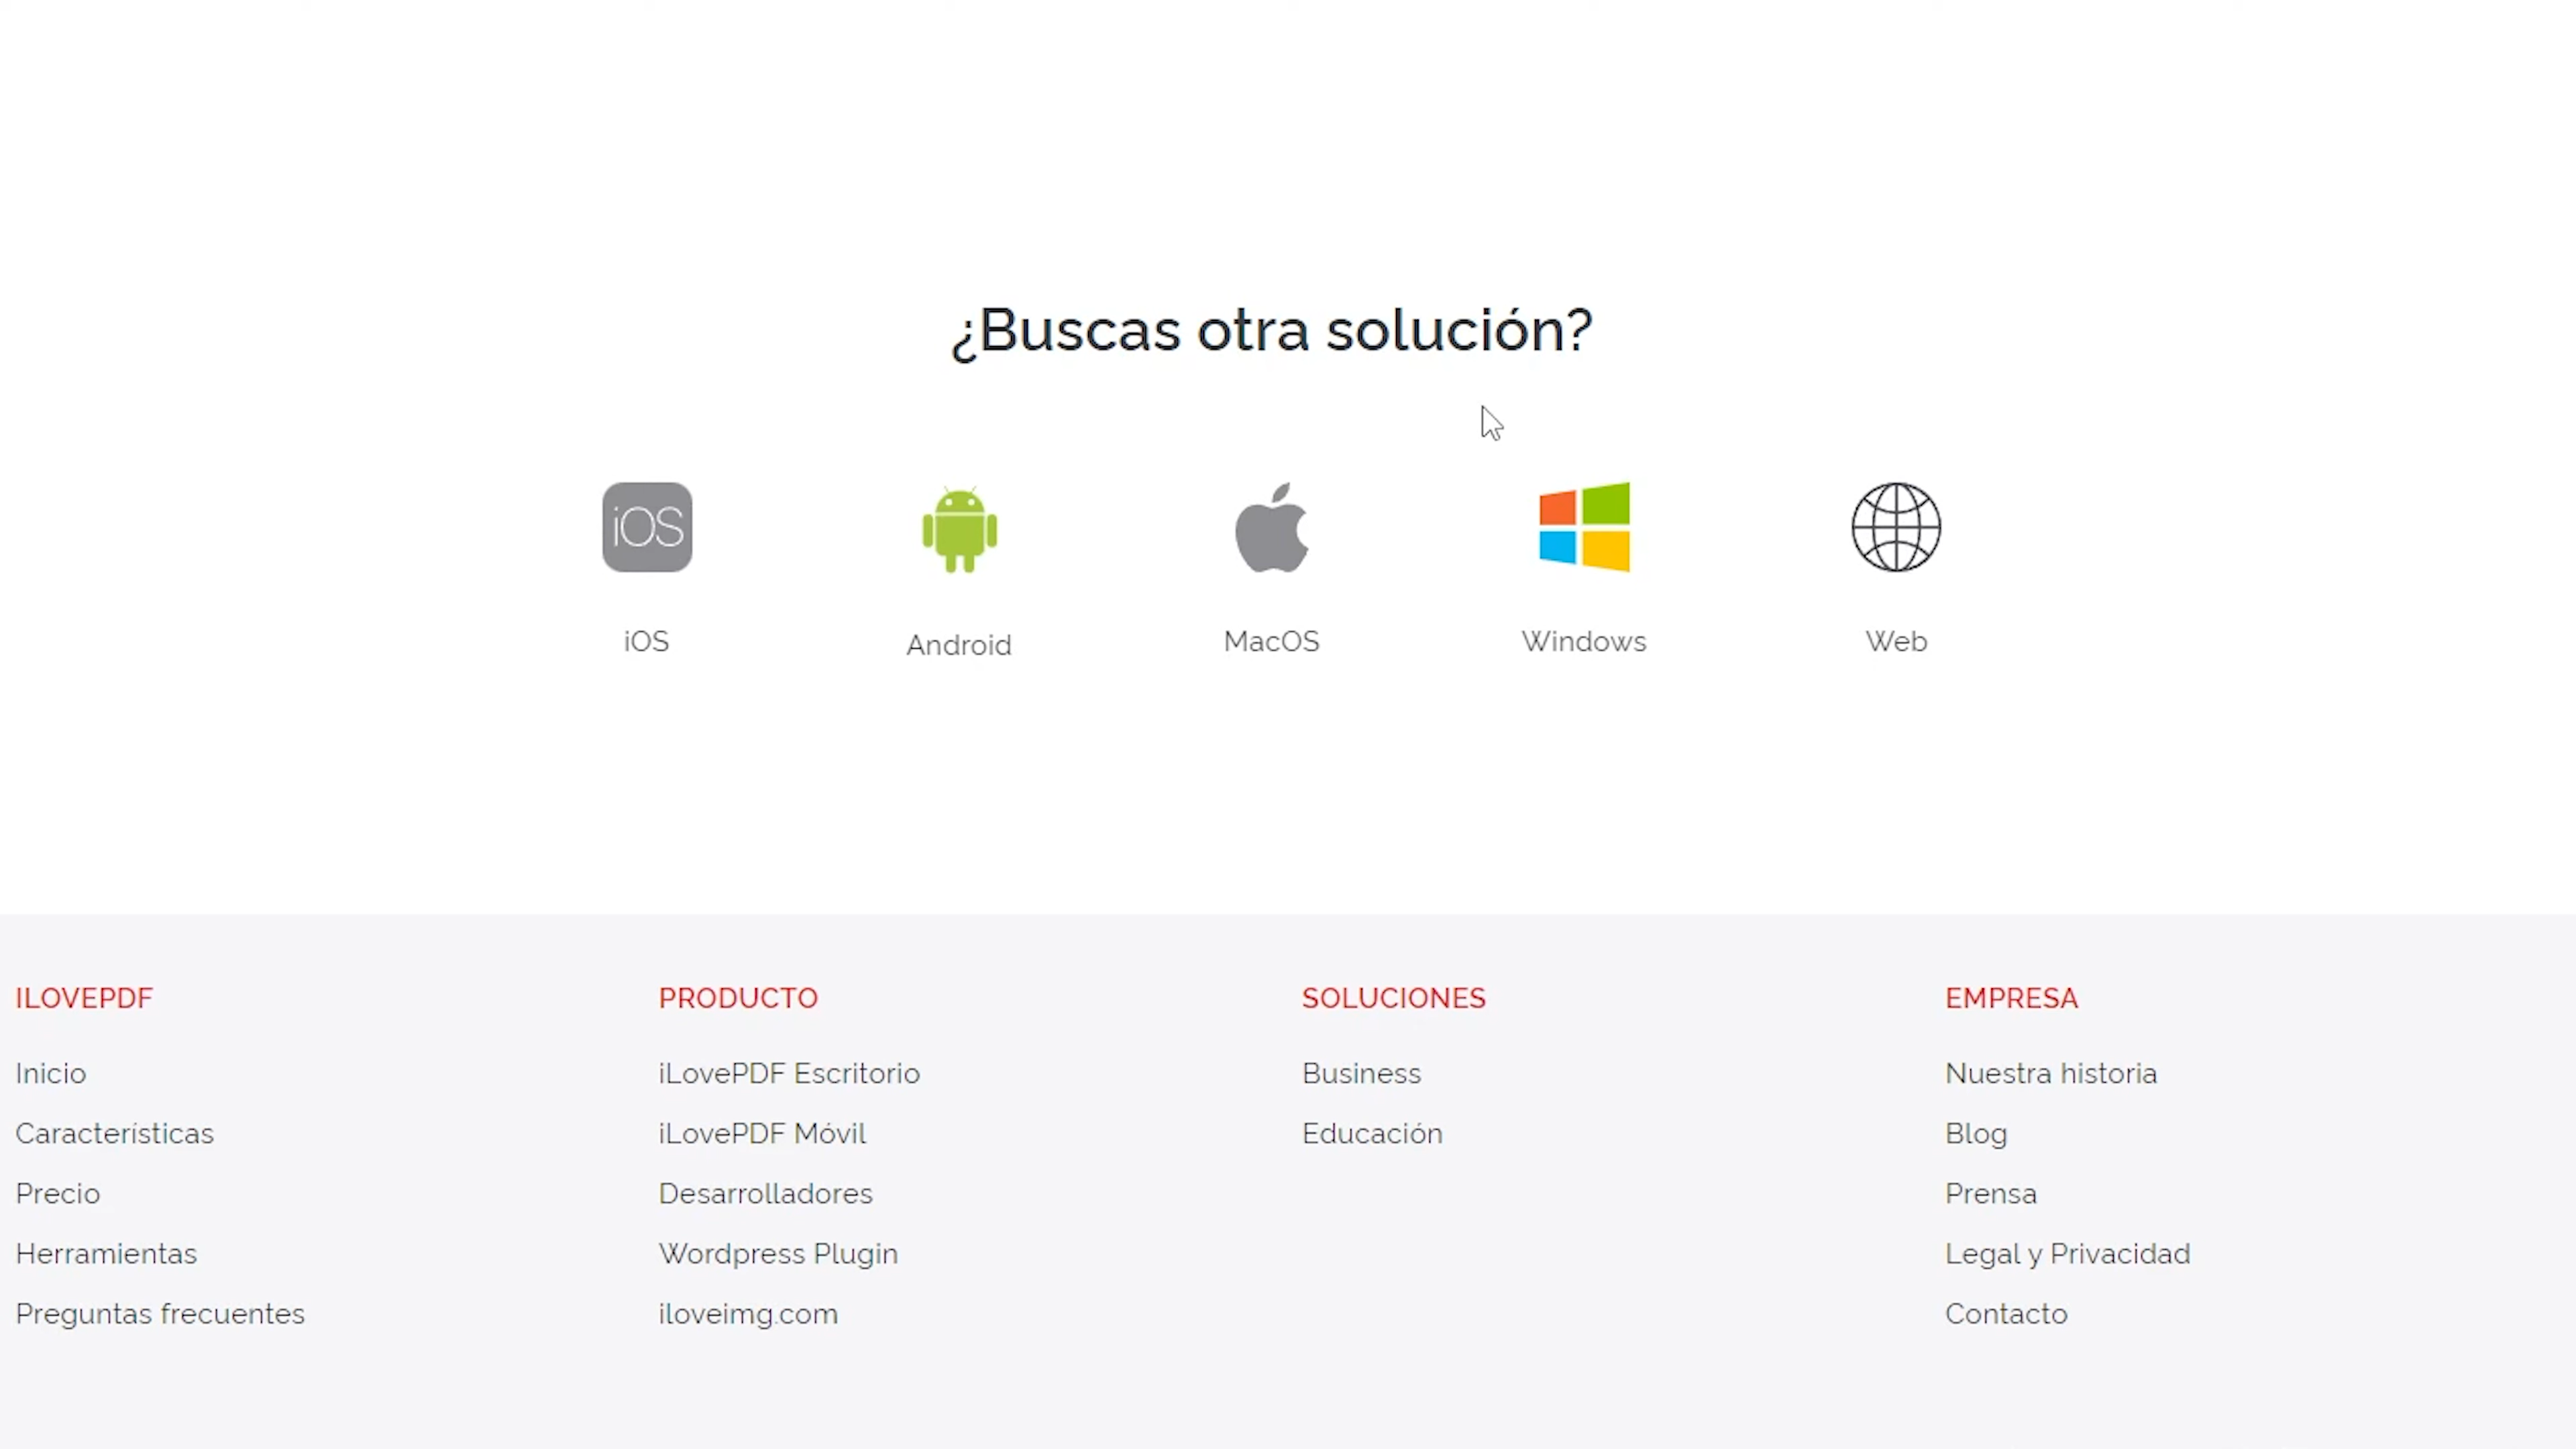 ¿Buscas otra solución?
iOS
iOS
Android
MacOS
Windows
Web
ILOVEPDF
Inicio
Características
Precio
Herramientas
Preguntas frecuentes
PRODUCTO
iLovePDF Escritorio
iLovePDF Móvil
Desarrolladores
Wordpress Plugin
iloveimg.com
SOLUCIONES
Business
Educación
EMPRESA
Nuestra historia
Blog
Prensa
Legal y Privacidad
Contacto